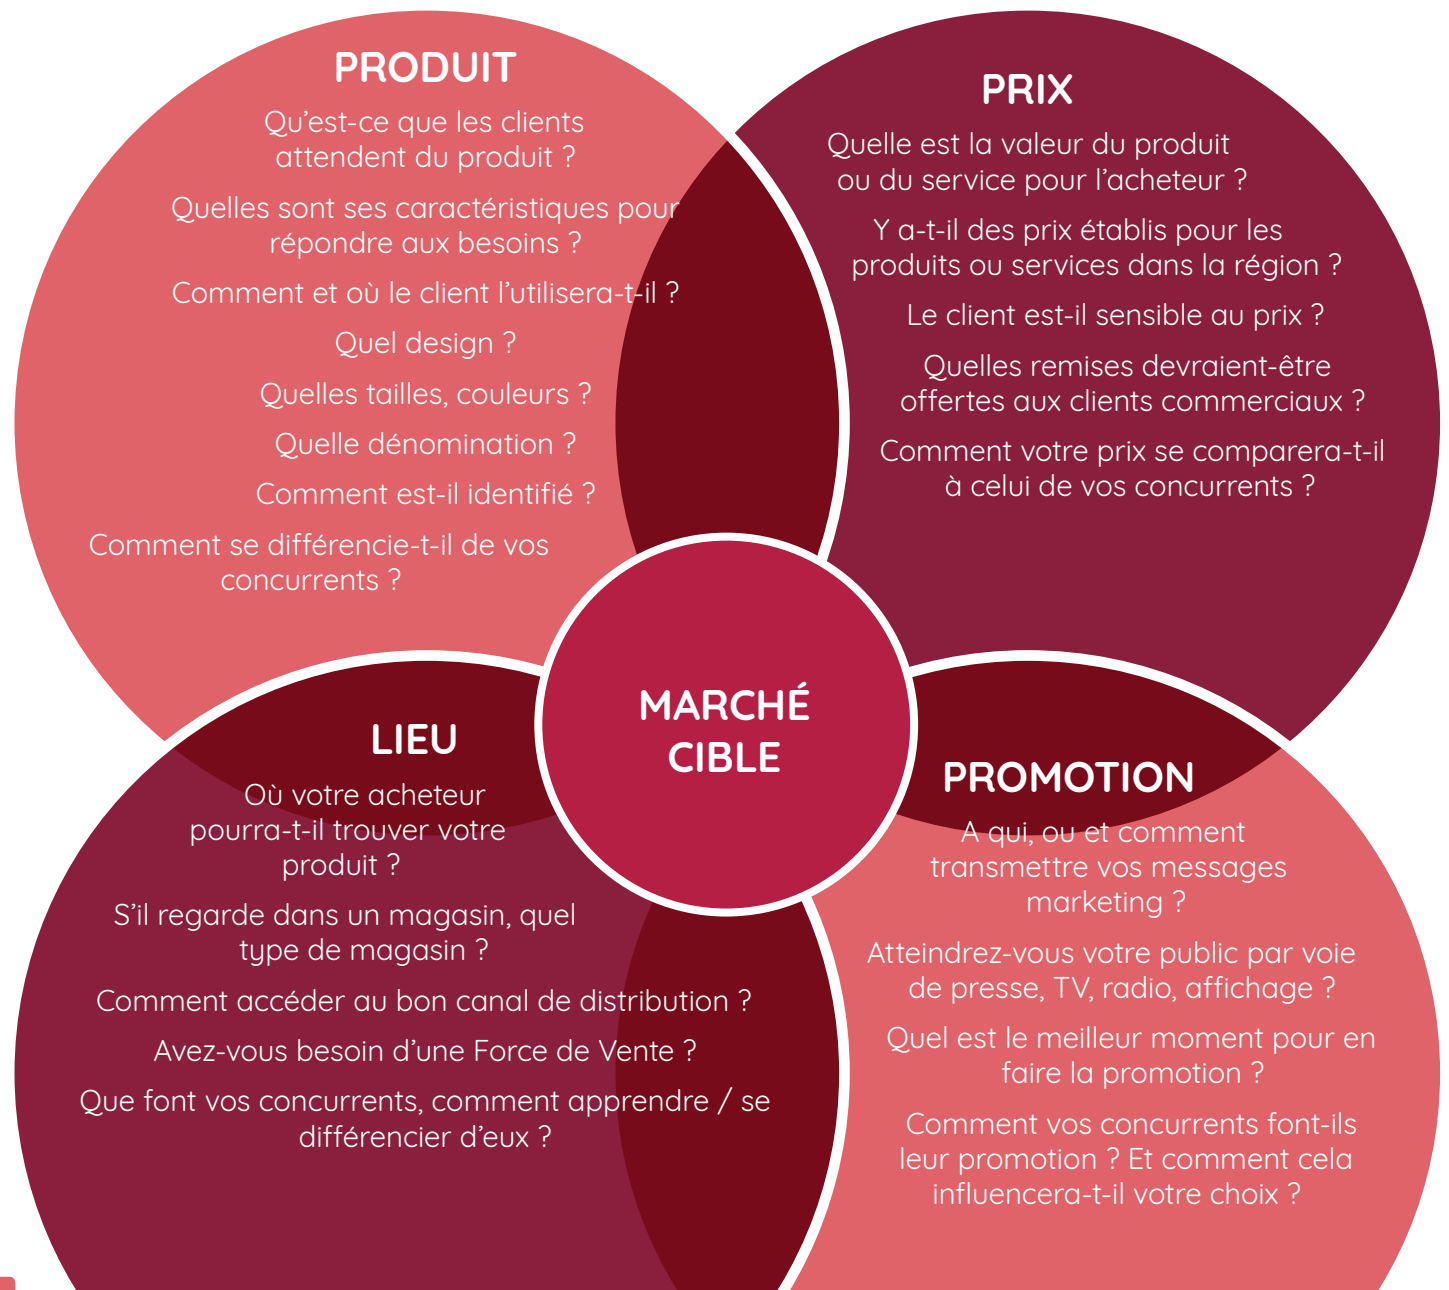 PRODUIT
Qu’est-ce que les clients
attendent du produit ?
Quelles sont ses caractéristiques pour
répondre aux besoins ?
Comment et où le client l’utilisera-t-il ?
Quel design ?
Quelles tailles, couleurs ?
Quelle dénomination ?
Comment est-il identifié ?
Comment se différencie-t-il de vos
concurrents ?
PRIX
Quelle est la valeur du produit
ou du service pour l’acheteur ?
Y a-t-il des prix établis pour les
produits ou services dans la région ?
Le client est-il sensible au prix ?
Quelles remises devraient-être
offertes aux clients commerciaux ?
Comment votre prix se comparera-t-il
à celui de vos concurrents ?
MARCHÉ
CIBLE
LIEU
Où votre acheteur
pourra-t-il trouver votre
produit ?
S’il regarde dans un magasin, quel
type de magasin ?
Comment accéder au bon canal de distribution ?
Avez-vous besoin d’une Force de Vente ?
Que font vos concurrents, comment apprendre / se
différencier d’eux ?
PROMOTION
A qui, ou et comment
transmettre vos messages
marketing ?
Atteindrez-vous votre public par voie
de presse, TV, radio, affichage ?
Quel est le meilleur moment pour en
faire la promotion ?
Comment vos concurrents font-ils
leur promotion ? Et comment cela
influencera-t-il votre choix ?